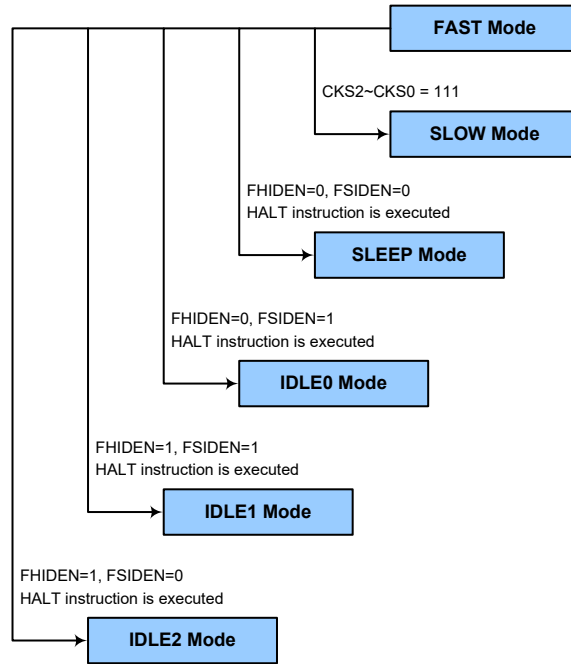 FAST Mode
CKS2~CKS0 = 111
SLOW Mode
FHIDEN=0, FSIDEN=0
HALT instruction is executed
SLEEP Mode
FHIDEN=0, FSIDEN=1
HALT instruction is executed
IDLE0 Mode
FHIDEN=1, FSIDEN=1
HALT instruction is executed
IDLE1 Mode
FHIDEN=1, FSIDEN=0
HALT instruction is executed
IDLE2 Mode